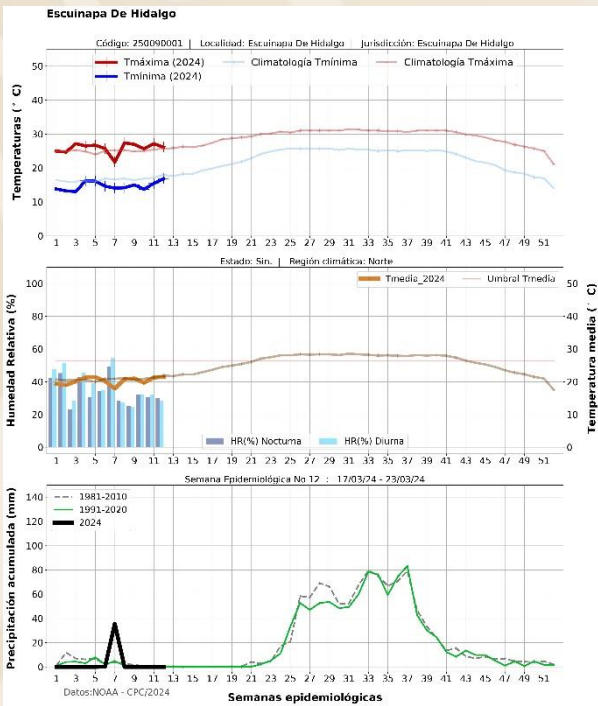 Escuinapa De Hidalgo
Código: 250090001 | Localidad: Escuinapa De Hidalgo | Jurisdicción: Escuinapa De Hidalgo
Tmáxima (2024) Climatología Tmínima Climatología Tmáxima
Tmínima (2024)
Temperaturas (° C)
50
40
30
20
10
0
1 3 5 7 9 11 13 15 17 19 21 23 25 27 29 31 33 35 37 39 41 43 45 47 49 51
Estado: Sin. | Región climática: Norte
Tmedia_2024 Umbral Tmedia
Humedad Relativa (%)
100
80
60
40
20
0
Temperatura media (° C)
50
40
30
20
10
0
HR(%) Nocturna HR(%) Diurna
1 3 5 7 9 11 13 15 17 19 21 23 25 27 29 31 33 35 37 39 41 43 45 47 49 51
Semana Epidemiológica No 12 : 17/03/24 - 23/03/24
1981-2010
1991-2020
2024
Precipitación acumulada (mm)
140
120
100
80
60
40
20
0
1 3 5 7 9 11 13 15 17 19 21 23 25 27 29 31 33 35 37 39 41 43 45 47 49 51
Datos:NOAA - CPC/2024
Semanas epidemiológicas